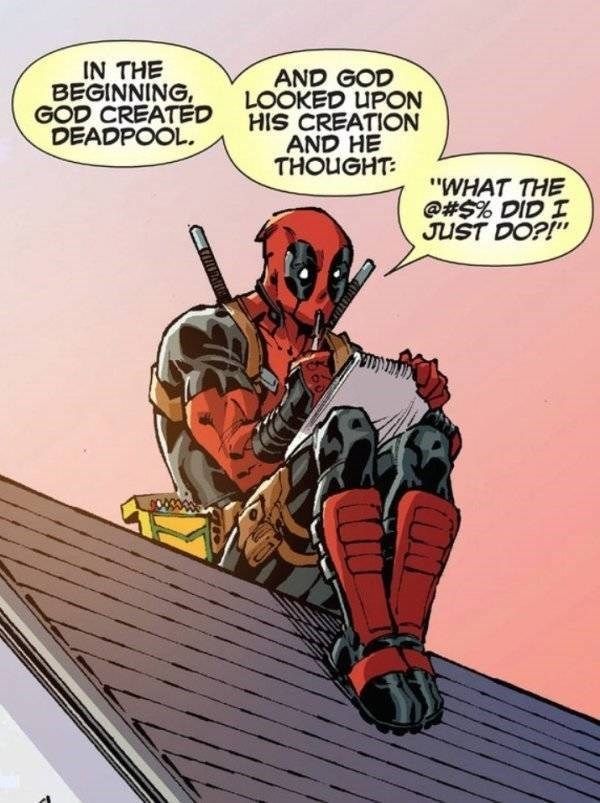 IN THE
BEGINNING,
GOD CREATED
DEADPOOL.
AND GOD
LOOKED UPON
HIS CREATION
AND HE
THOUGHT:
"WHAT THE
@#$% DID I
JUST DO?!"